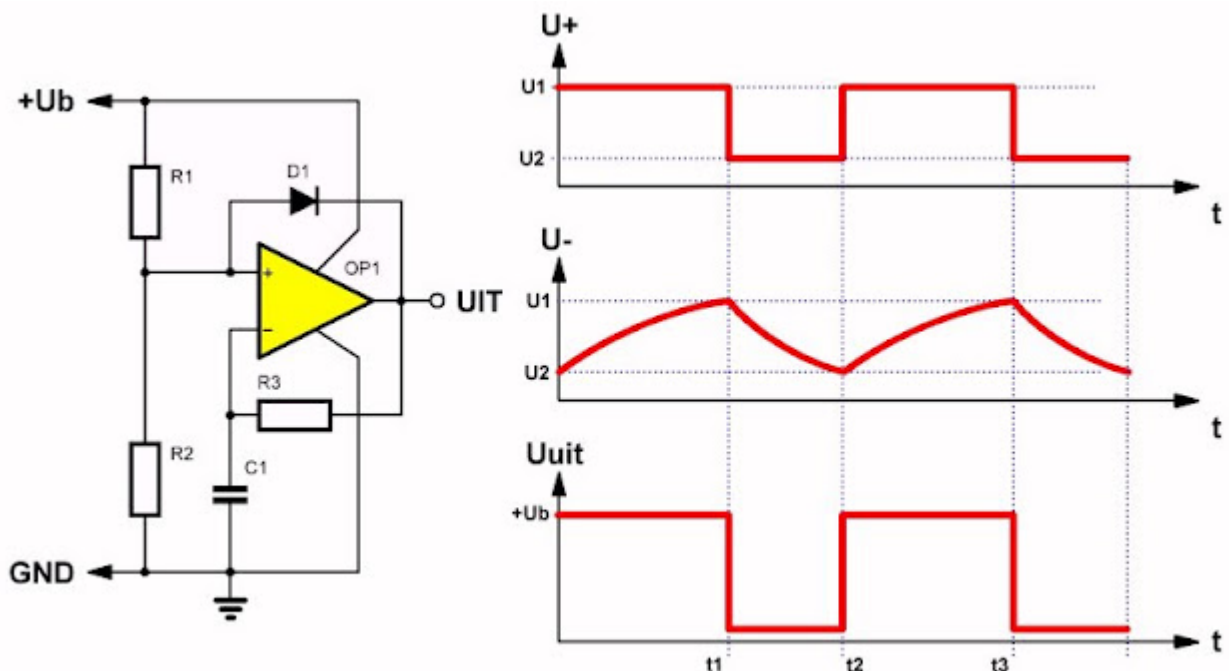 +Ub
R1
D1
+
OP1
UIT
−
R3
R2
C1
GND
U+
U1
U2
t
U-
U1
U2
t
Uuit
+Ub
t
t1 t2 t3